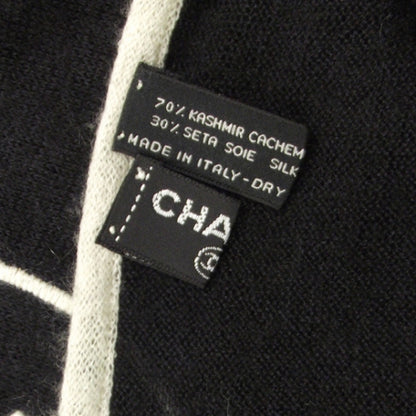 70% KASHMIR CACHEM
30% SETA SOIE SILK
MADE IN ITALY-DRY
CHA